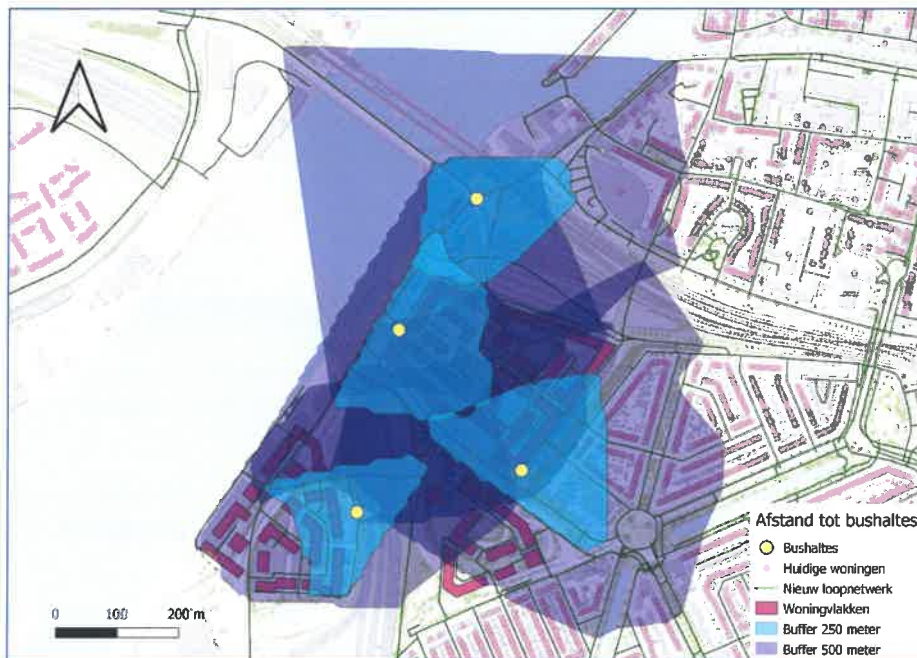 Afstand tot bushaltes
Bushaltes
Huidige woningen
Nieuw loopnetwerk
Woningvlakken
Buffer 250 meter
Buffer 500 meter
0 100 200 m